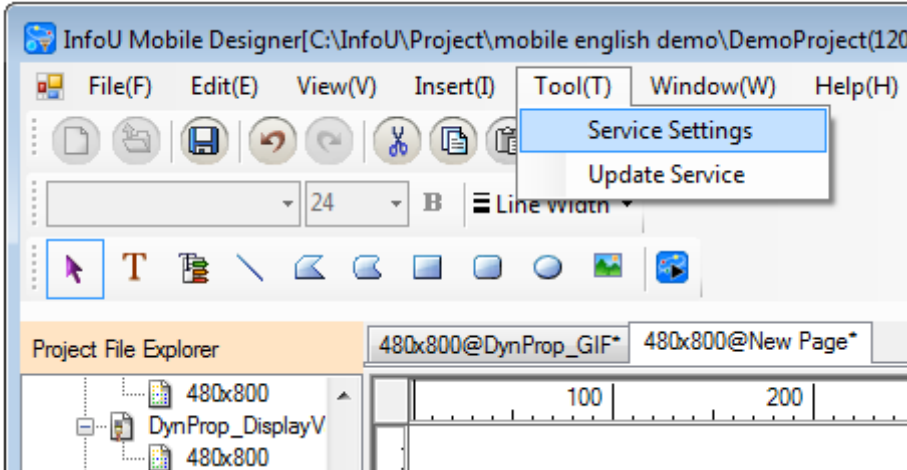 InfoU Mobile Designer[C:\InfoU\Project\mobile english demo\DemoProject(120
File(F) Edit(E) View(V) Insert(I) Tool(T) Window(W) Help(H)
Service Settings
Update Service
24 B Line Width
T
Project File Explorer
480x800@DynProp_GIF* 480x800@New Page*
480x800
100 200
DynProp_DisplayV
480x800